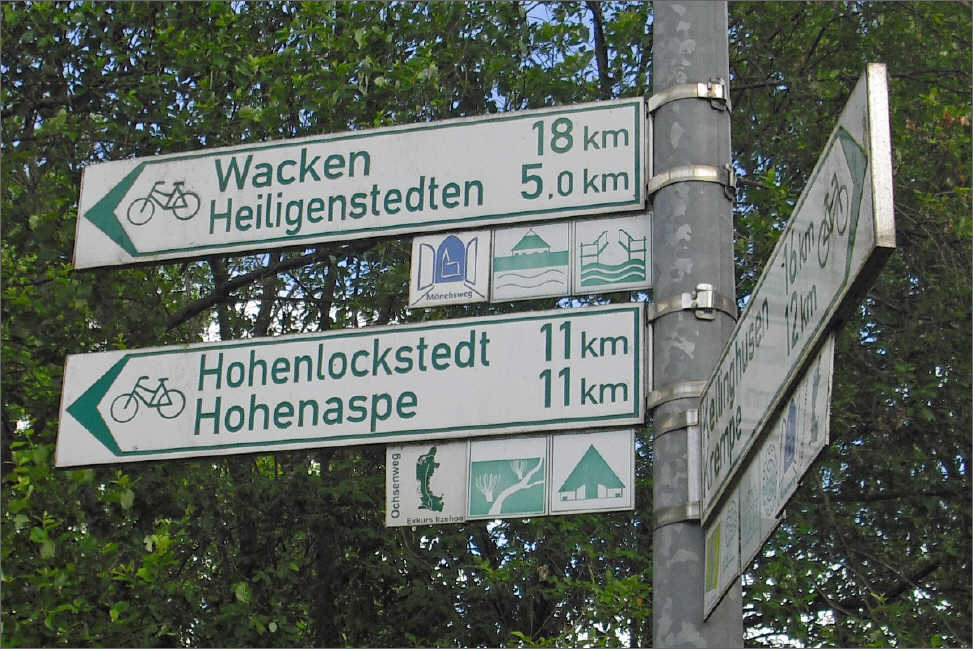 Wacken 18 km
Heiligenstedten 5,0 km
Mönchsweg
Hohenlockstedt 11 km
Hohenaspe 11 km
Ochsenweg
Exkurs Itzehoe
Kellinghusen 16 km
Krempe 12 km